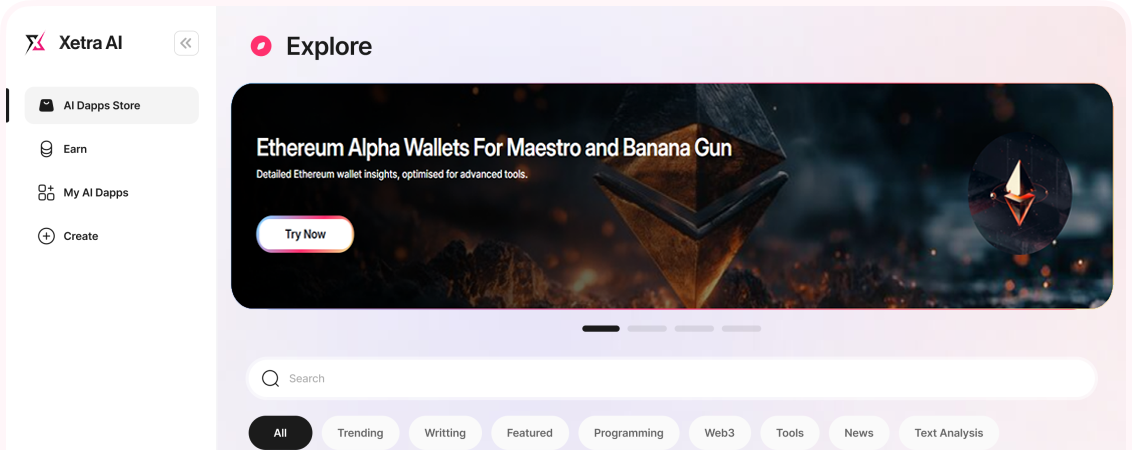 Xetra AI
AI Dapps Store
Earn
My AI Dapps
Create
Explore
Ethereum Alpha Wallets For Maestro and Banana Gun
Detailed Ethereum wallet insights, optimised for advanced tools.
Try Now
Search
All Trending Writting Featured Programming Web3 Tools News Text Analysis